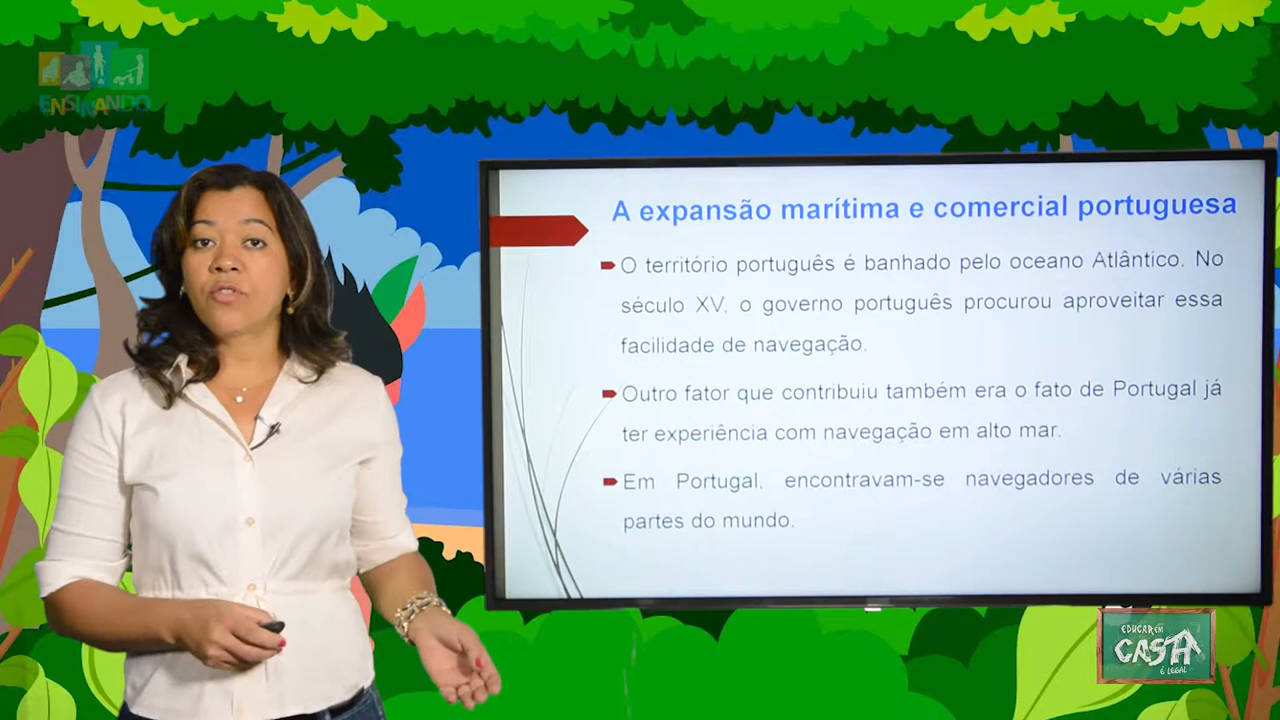 ENSINANDO
A expansão marítima e comercial portuguesa
O território português é banhado pelo oceano Atlântico. No
século XV, o governo português procurou aproveitar essa
facilidade de navegação.
Outro fator que contribuiu também era o fato de Portugal já
ter experiência com navegação em alto mar.
Em Portugal, encontravam-se navegadores de várias
partes do mundo.
EDUCAR EM
CASA
É LEGAL